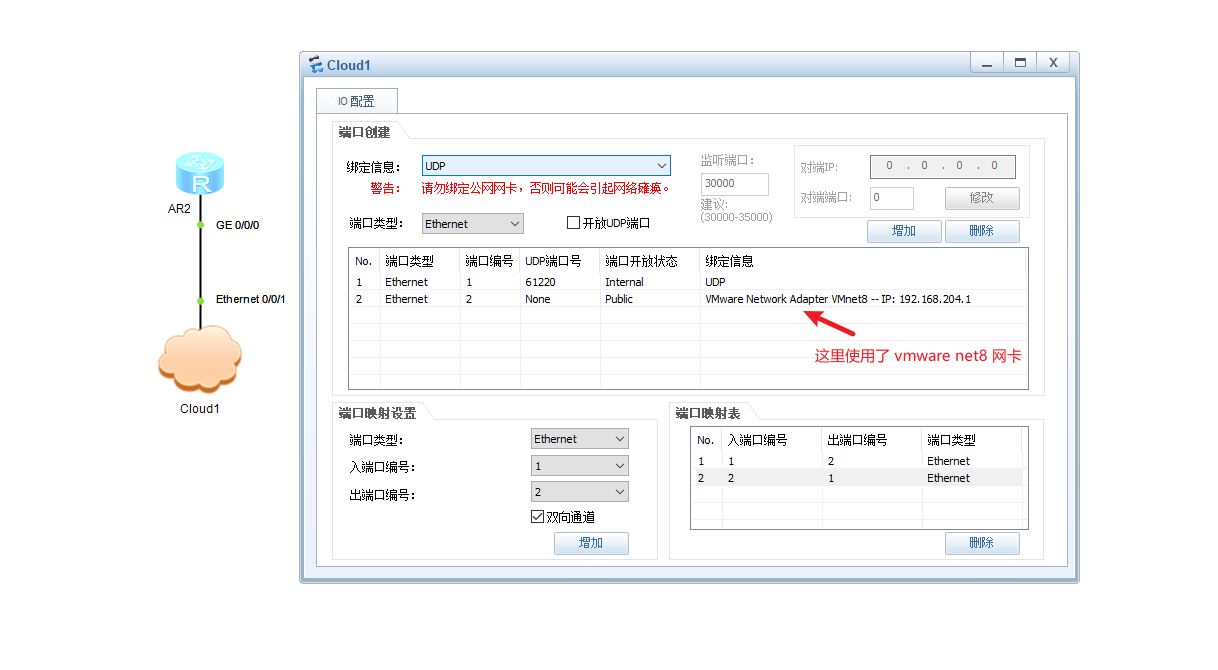 Cloud1
X
IO 配置
端口创建
绑定信息： UDP
警告： 请勿绑定公网网卡，否则可能会引起网络瘫痪。
端口类型： Ethernet 开放UDP端口
监听端口：
30000
建议:
(30000-35000)
对端IP: 0 . 0 . 0 . 0
对端端口: 0 修改
增加 删除
No. 端口类型 端口编号 UDP端口号 端口开放状态 绑定信息
1 Ethernet 1 61220 Internal UDP
2 Ethernet 2 None Public VMware Network Adapter VMnet8 -- IP: 192.168.204.1
这里使用了 vmware net8 网卡
端口映射设置
端口类型： Ethernet
入端口编号： 1
出端口编号： 2
双向通道
增加
端口映射表
No. 入端口编号 出端口编号 端口类型
1 1 2 Ethernet
2 2 1 Ethernet
删除
R
AR2
GE 0/0/0
Ethernet 0/0/1
Cloud1